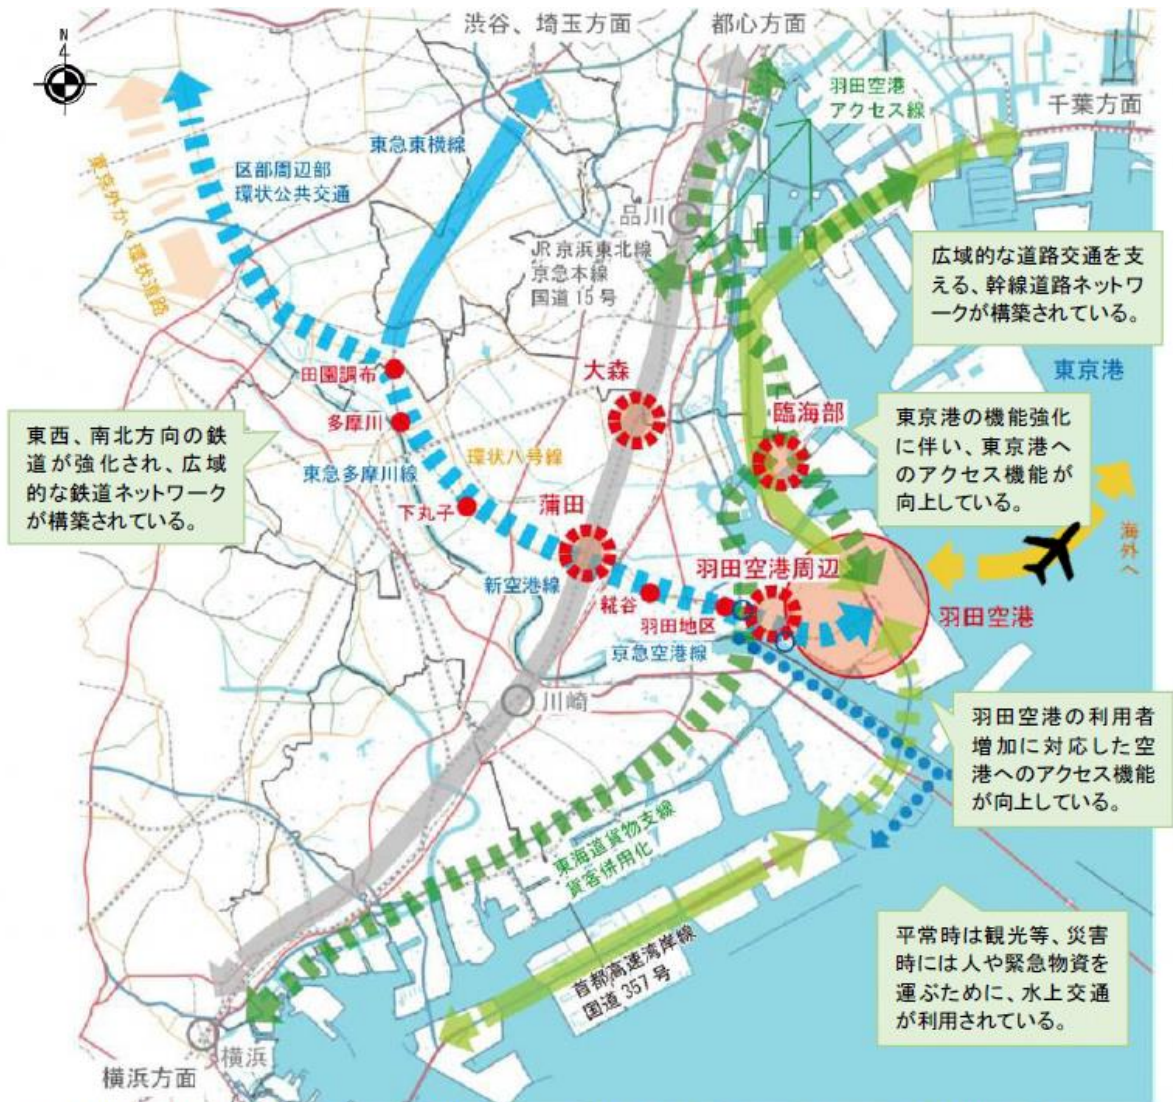 渋谷、埼玉方面
都心方面
N
4
羽田空港
アクセス線
千葉方面
東急東横線
区部周辺部
環状公共交通
東京外かく環状道路
品川
JR京浜東北線
京急本線
国道15号
広域的な道路交通を支
える、幹線道路ネットワ
ークが構築されている。
田園調布
大森
東京港
多摩川
臨海部
東京港の機能強化
に伴い、東京港へ
のアクセス機能が
向上している。
東西、南北方向の鉄
道が強化され、広域
的な鉄道ネットワーク
が構築されている。
環状八号線
東急多摩川線
下丸子
蒲田
海外へ
新空港線
羽田空港周辺
糀谷
羽田地区
羽田空港
京急空港線
川崎
羽田空港の利用者
増加に対応した空
港へのアクセス機能
が向上している。
東海道貨物支線
貨客併用化
首都高速湾岸線
国道357号
平常時は観光等、災害
時には人や緊急物資を
運ぶために、水上交通
が利用されている。
横浜
横浜方面